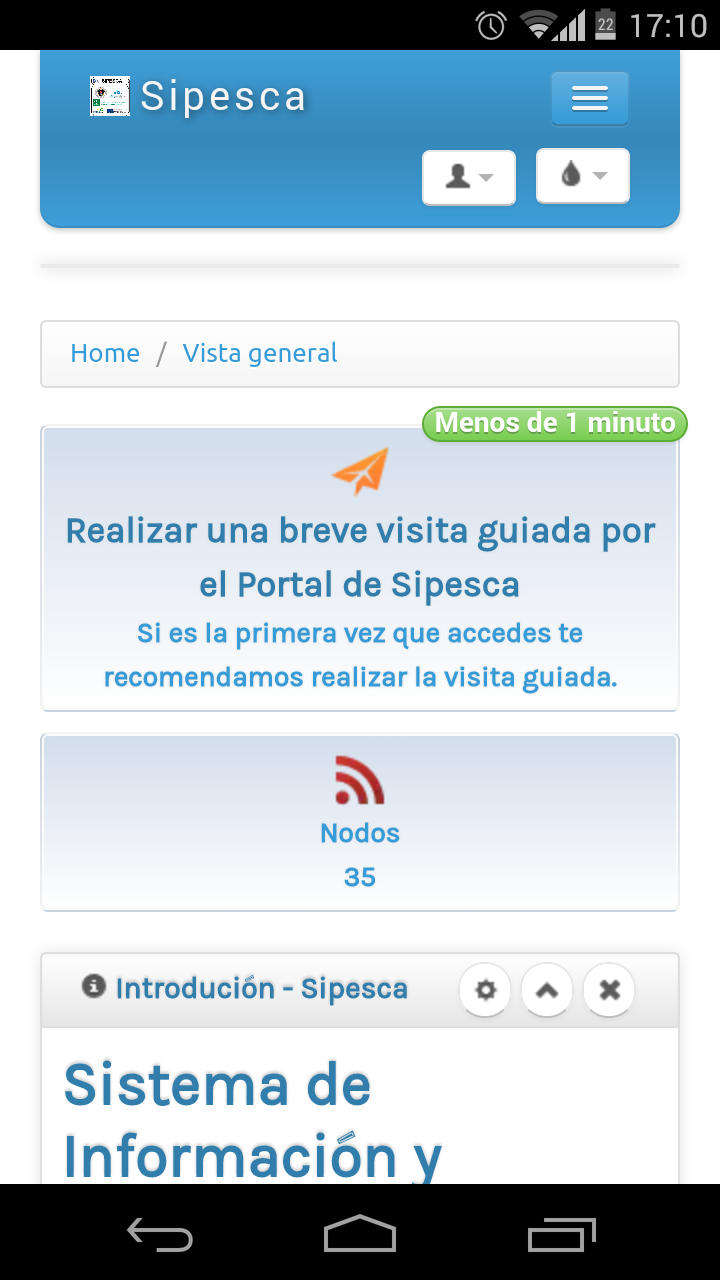 22 17:10
Sipesca
Home / Vista general
Menos de 1 minuto
Realizar una breve visita guiada por
el Portal de Sipesca
Si es la primera vez que accedes te
recomendamos realizar la visita guiada.
Nodos
35
Introdución - Sipesca
Sistema de
Información y